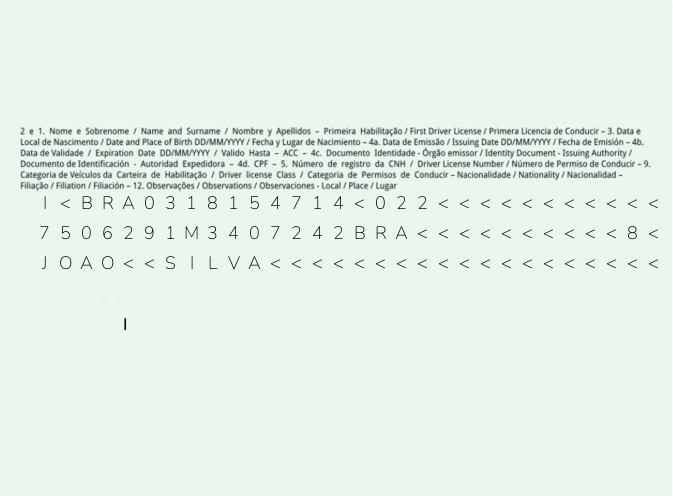 2 e 1. Nome e Sobrenome / Name and Surname / Nombre y Apellidos – Primeira Habilitação / First Driver License / Primera Licencia de Conducir – 3. Data e
Local de Nascimento / Date and Place of Birth DD/MM/YYYY / Fecha y Lugar de Nacimiento – 4a. Data de Emissão / Issuing Date DD/MM/YYYY / Fecha de Emisión – 4b.
Data de Validade / Expiration Date DD/MM/YYYY / Valido Hasta – ACC – 4c. Documento Identidade - Órgão emissor / Identity Document - Issuing Authority /
Documento de Identificación - Autoridad Expedidora – 4d. CPF – 5. Número de registro da CNH / Driver License Number / Número de Permiso de Conducir – 9.
Categoria de Veículos da Carteira de Habilitação / Driver license Class / Categoria de Permisos de Conducir – Nacionalidade / Nationality / Nacionalidad –
Filiação / Filiation / Filiación – 12. Observações / Observations / Observaciones - Local / Place / Lugar
I<BRA0318154714<022<<<<<<<<<<<
7506291M3407242BRA<<<<<<<<<<8<
JOAO<<SILVA<<<<<<<<<<<<<<<<<<<